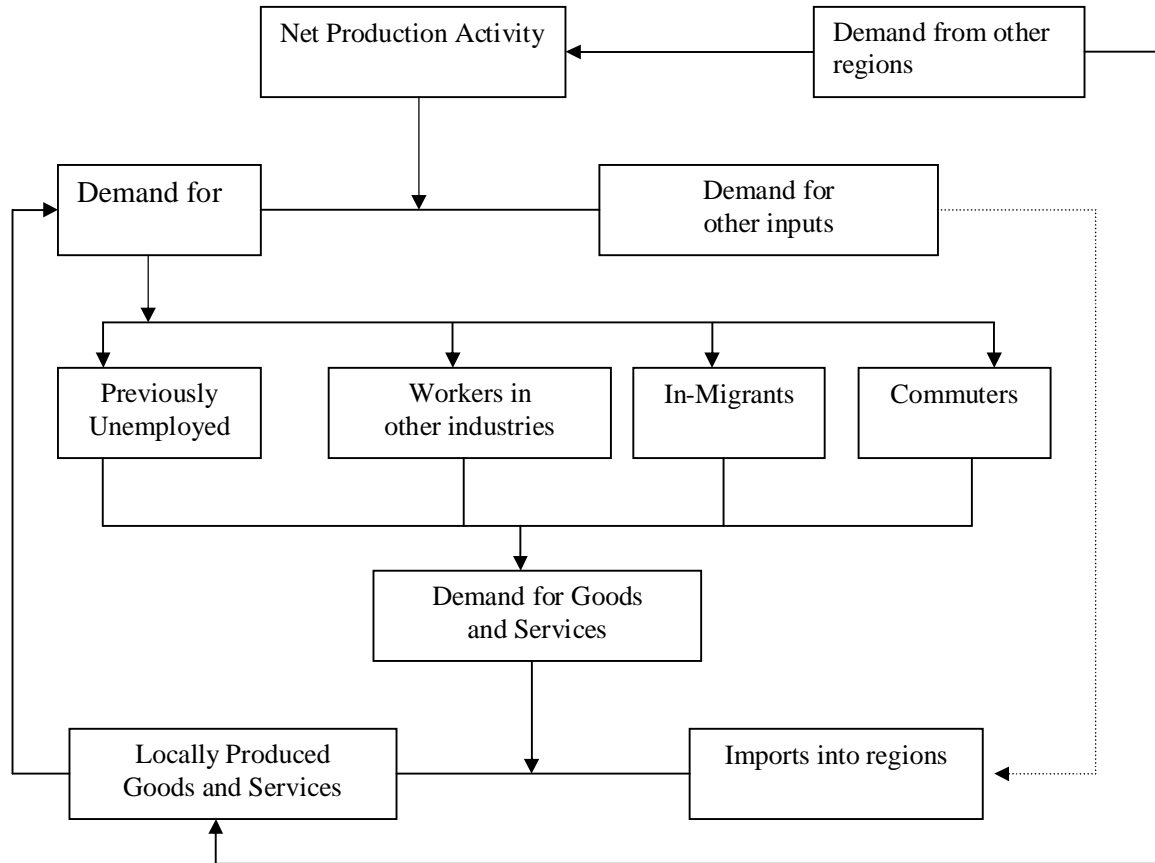 Net Production Activity
Demand from other
regions
Demand for
Demand for
other inputs
Previously
Unemployed
Workers in
other industries
In-Migrants
Commuters
Demand for Goods
and Services
Locally Produced
Goods and Services
Imports into regions